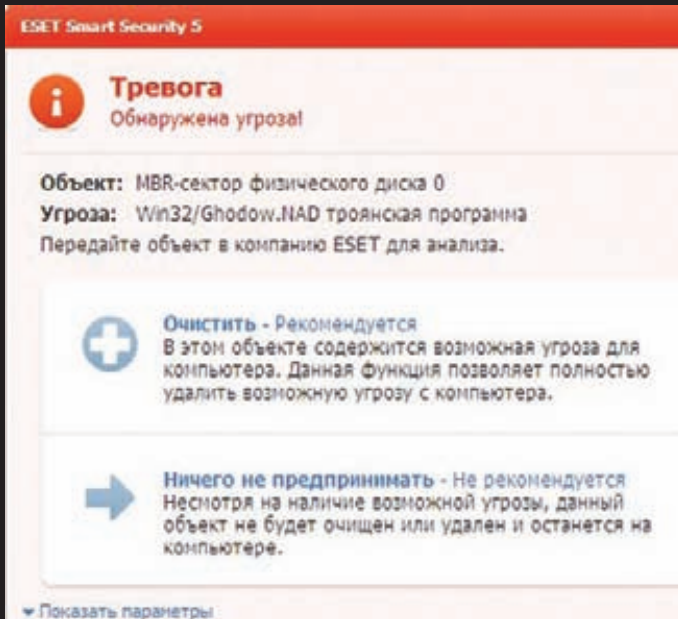 ESET Smart Security 5
Тревога
Обнаружена угроза!
Объект: MBR-сектор физического диска 0
Угроза: Win32/Ghodow.NAD троянская программа
Передайте объект в компанию ESET для анализа.
Очистить - Рекомендуется
В этом объекте содержится возможная угроза для
компьютера. Данная функция позволяет полностью
удалить возможную угрозу с компьютера.
Ничего не предпринимать - Не рекомендуется
Несмотря на наличие возможной угрозы, данный
объект не будет очищен или удален и останется на
компьютере.
Показать параметры